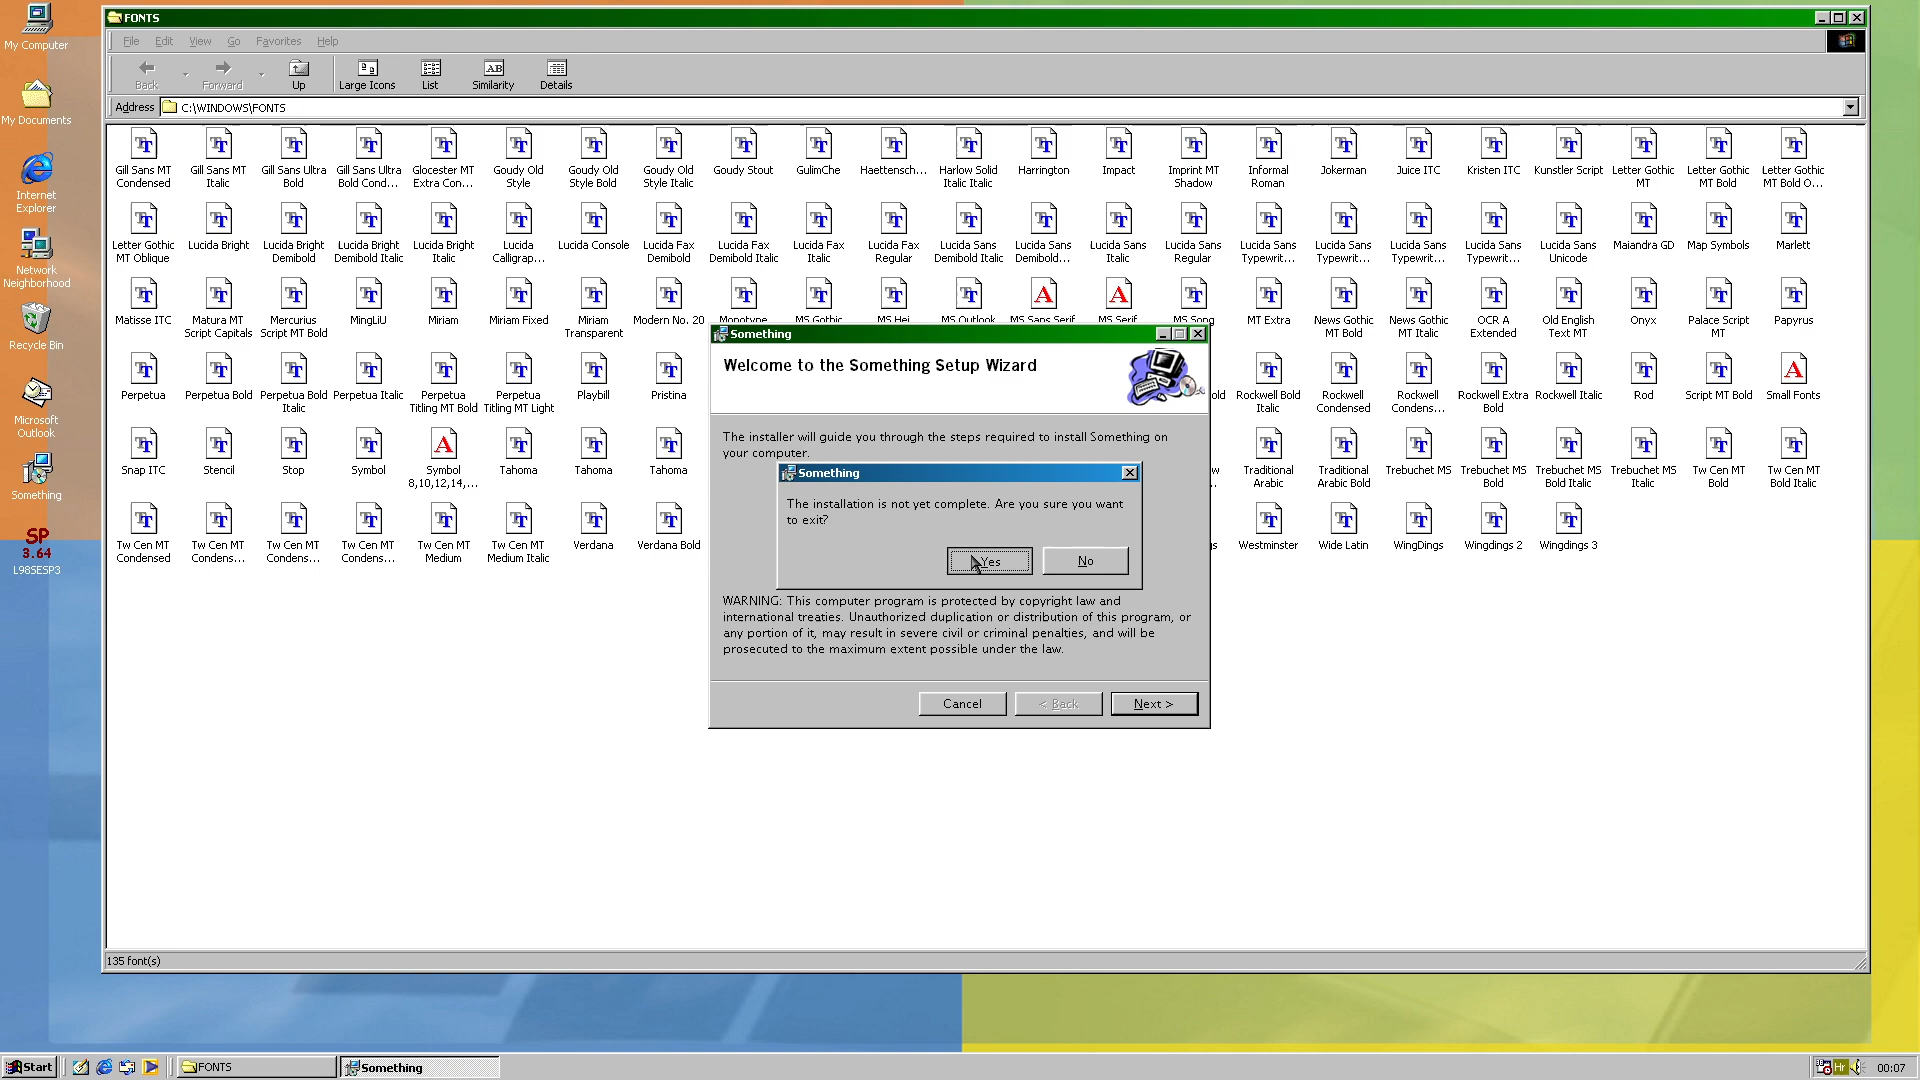 My Computer
My Documents
Internet
Explorer
Network
Neighborhood
Recycle Bin
Microsoft
Outlook
Something
SP
3.64
L98SESP3
FONTS
File Edit View Go Favorites Help
Back Forward Up Large Icons List AB Similarity Details
Address C:\WINDOWS\FONTS
Gill Sans MT Condensed
Gill Sans MT Italic
Gill Sans Ultra Bold
Gill Sans Ultra Bold Cond...
Glocester MT Extra Con...
Goudy Old Style
Goudy Old Style Bold
Goudy Old Style Italic
Goudy Stout
GulimChe
Haettensch...
Harlow Solid Italic Italic
Harrington
Impact
Imprint MT Shadow
Informal Roman
Jokerman
Juice ITC
Kristen ITC
Kunstler Script
Letter Gothic MT
Letter Gothic MT Bold
Letter Gothic MT Bold O...
Letter Gothic MT Oblique
Lucida Bright
Lucida Bright Demibold
Lucida Bright Demibold Italic
Lucida Bright Italic
Lucida Calligrap...
Lucida Console
Lucida Fax Demibold
Lucida Fax Demibold Italic
Lucida Fax Italic
Lucida Fax Regular
Lucida Sans Demibold Italic
Lucida Sans Demibold...
Lucida Sans Italic
Lucida Sans Regular
Lucida Sans Typewrit...
Lucida Sans Typewrit...
Lucida Sans Typewrit...
Lucida Sans Typewrit...
Lucida Sans Unicode
Maiandra GD
Map Symbols
Marlett
Matisse ITC
Matura MT Script Capitals
Mercurius Script MT Bold
MingLiU
Miriam
Miriam Fixed
Miriam Transparent
Modern No. 20
Monotype
MS Gothic
MS Hei
MS Outlook
MS Sans Serif
MS Serif
MS Song
MT Extra
News Gothic MT Bold
News Gothic MT Italic
OCR A Extended
Old English Text MT
Onyx
Palace Script MT
Papyrus
Perpetua
Perpetua Bold
Perpetua Bold Italic
Perpetua Italic
Perpetua Titling MT Bold
Perpetua Titling MT Light
Playbill
Pristina
Rockwell Bold Italic
Rockwell Condensed
Rockwell Condens...
Rockwell Extra Bold
Rockwell Italic
Rod
Script MT Bold
Small Fonts
Snap ITC
Stencil
Stop
Symbol
Symbol 8,10,12,14,...
Tahoma
Tahoma
Tahoma
Traditional Arabic
Traditional Arabic Bold
Trebuchet MS
Trebuchet MS Bold
Trebuchet MS Bold Italic
Trebuchet MS Italic
Tw Cen MT Bold
Tw Cen MT Bold Italic
Tw Cen MT Condensed
Tw Cen MT Condens...
Tw Cen MT Condens...
Tw Cen MT Condens...
Tw Cen MT Medium
Tw Cen MT Medium Italic
Verdana
Verdana Bold
Westminster
Wide Latin
WingDings
Wingdings 2
Wingdings 3
Something
Welcome to the Something Setup Wizard
The installer will guide you through the steps required to install Something on
your computer.
Something
The installation is not yet complete. Are you sure you want
to exit?
Yes No
WARNING: This computer program is protected by copyright law and
international treaties. Unauthorized duplication or distribution of this program, or
any portion of it, may result in severe civil or criminal penalties, and will be
prosecuted to the maximum extent possible under the law.
Cancel < Back Next >
135 font(s)
Start FONTS Something Hr 00:07